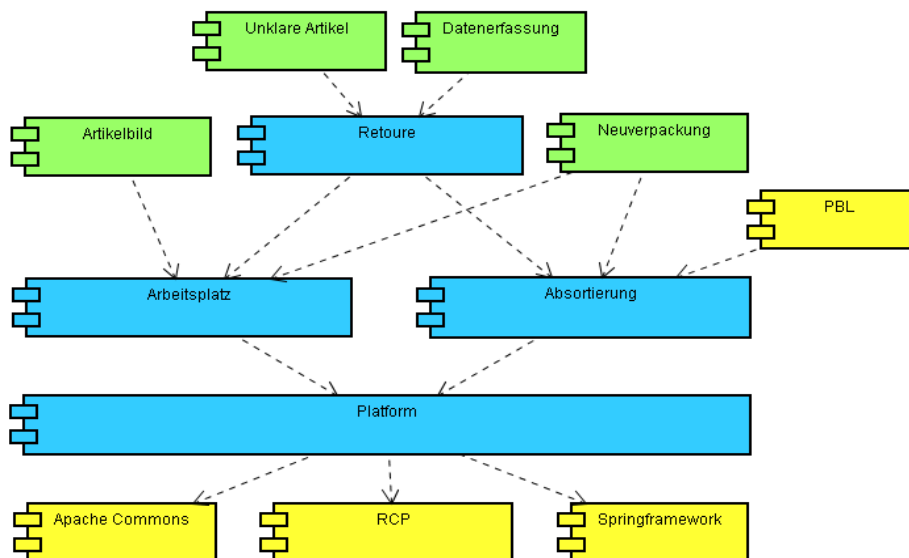 Unklare Artikel
Datenerfassung
Artikelbild
Retoure
Neuverpackung
PBL
Arbeitsplatz
Absortierung
Platform
Apache Commons
RCP
Springframework